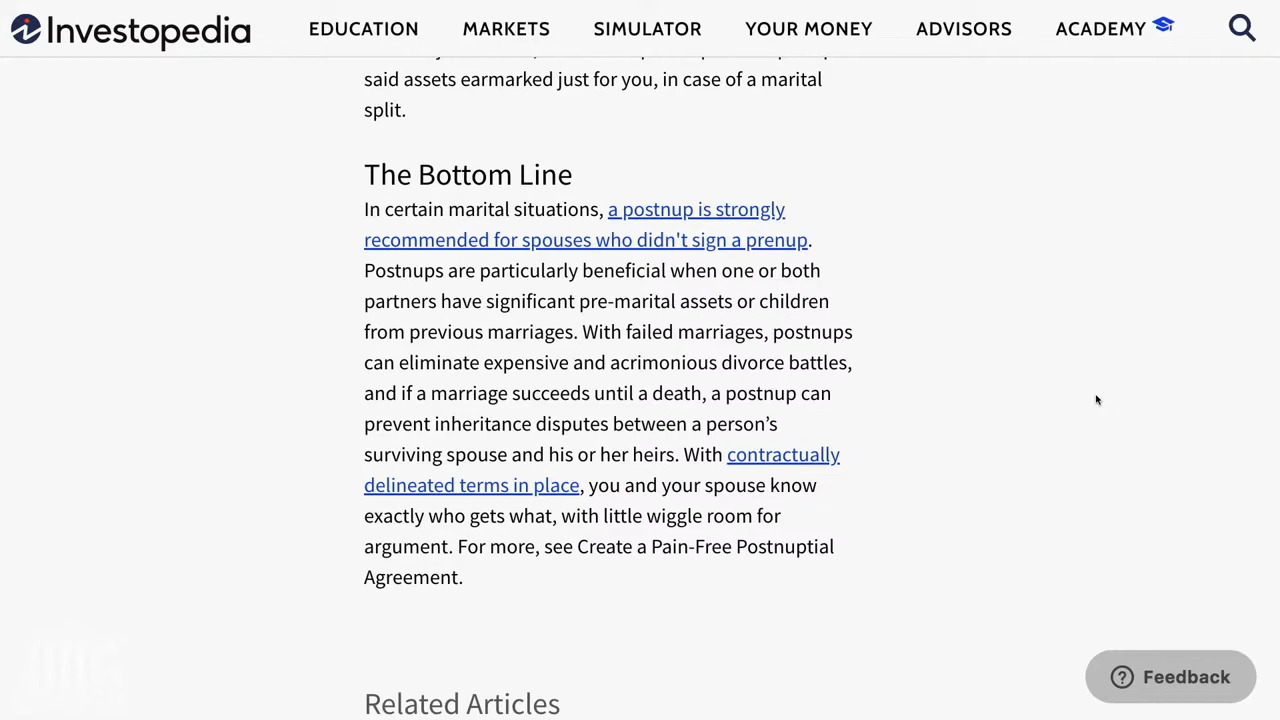 Investopedia EDUCATION MARKETS SIMULATOR YOUR MONEY ADVISORS ACADEMY
said assets earmarked just for you, in case of a marital
split.
The Bottom Line
In certain marital situations, a postnup is strongly
recommended for spouses who didn't sign a prenup.
Postnups are particularly beneficial when one or both
partners have significant pre-marital assets or children
from previous marriages. With failed marriages, postnups
can eliminate expensive and acrimonious divorce battles,
and if a marriage succeeds until a death, a postnup can
prevent inheritance disputes between a person’s
surviving spouse and his or her heirs. With contractually
delineated terms in place, you and your spouse know
exactly who gets what, with little wiggle room for
argument. For more, see Create a Pain-Free Postnuptial
Agreement.
Feedback
Related Articles